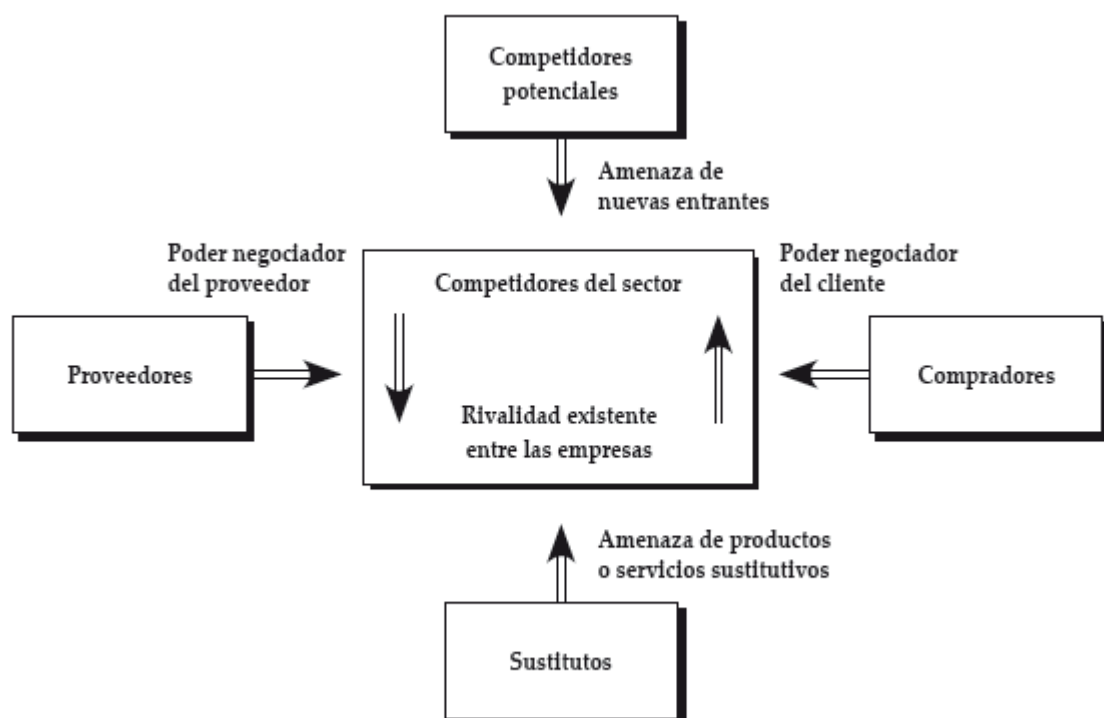 Competidores
potenciales
Amenaza de
nuevas entrantes
Poder negociador
del proveedor
Competidores del sector
Poder negociador
del cliente
Proveedores
Compradores
Rivalidad existente
entre las empresas
Amenaza de productos
o servicios sustitutivos
Sustitutos